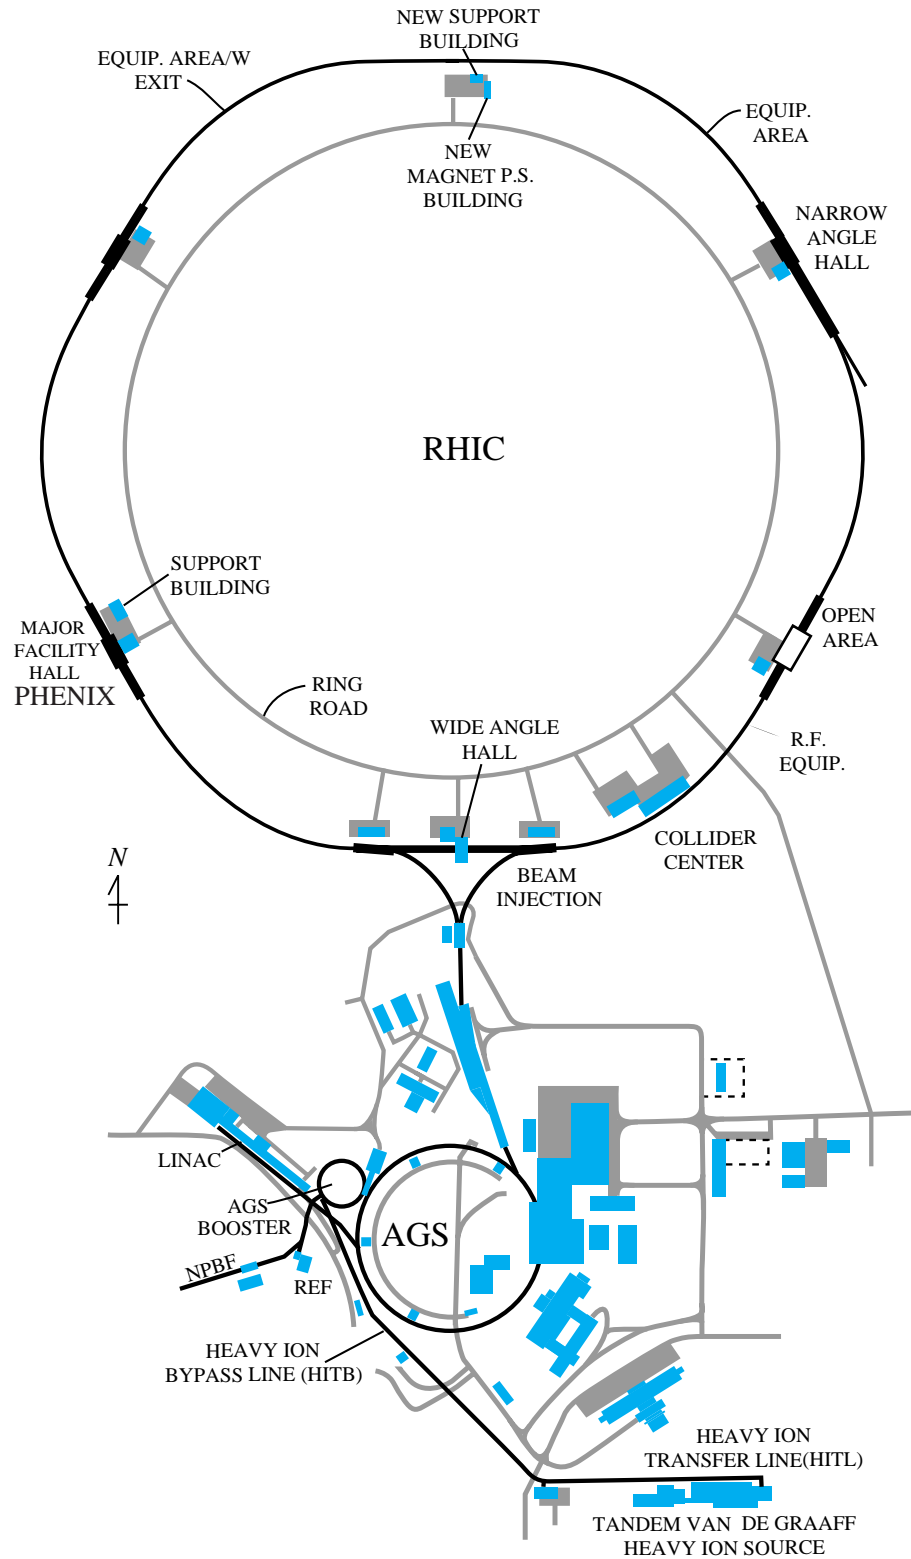 NEW SUPPORT
BUILDING
EQUIP. AREA/W
EXIT
EQUIP.
AREA
NEW
MAGNET P.S.
BUILDING
NARROW
ANGLE
HALL
RHIC
SUPPORT
BUILDING
MAJOR
FACILITY
HALL
PHENIX
OPEN
AREA
RING
ROAD
WIDE ANGLE
HALL
R.F.
EQUIP.
COLLIDER
CENTER
N
BEAM
INJECTION
LINAC
AGS
BOOSTER
AGS
NPBF
REF
HEAVY ION
BYPASS LINE (HITB)
HEAVY ION
TRANSFER LINE(HITL)
TANDEM VAN DE GRAAFF
HEAVY ION SOURCE